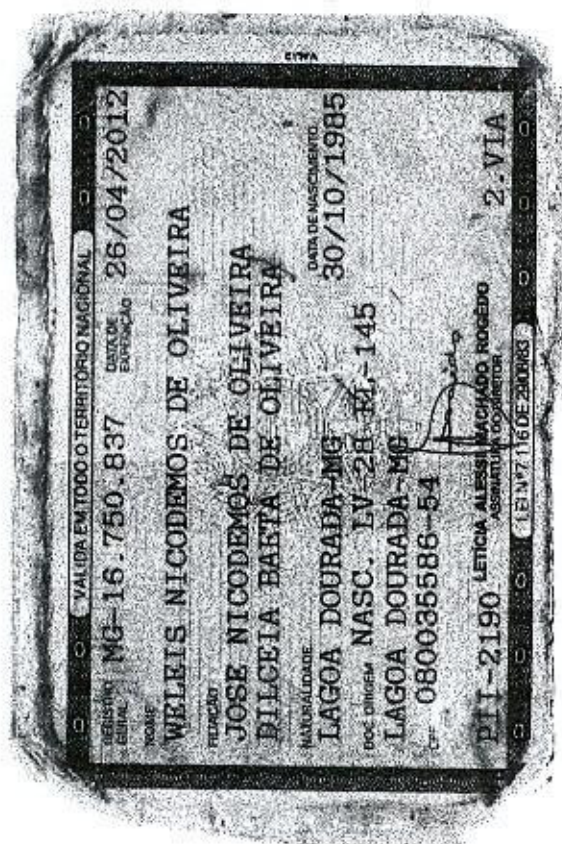 VÁLIDA EM TODO O TERRITÓRIO NACIONAL
REGISTRO GERAL MG-16.750.837 DATA DE EXPEDIÇÃO 26/04/2012
NOME
WELEIS NICODEMOS DE OLIVEIRA
FILIAÇÃO
JOSE NICODEMOS DE OLIVEIRA
DILCEIA BAETA DE OLIVEIRA
NATURALIDADE DATA DE NASCIMENTO
LAGOA DOURADA-MG 30/10/1985
DOC ORIGEM NASC. LV-28 FL-145
LAGOA DOURADA-MG
CPF 080035586-54
PII-2190 LETICIA ALESSI MACHADO ROGÊDO 2.VIA
ASSINATURA DO DIRETOR
LEI Nº 7.116 DE 29/08/83